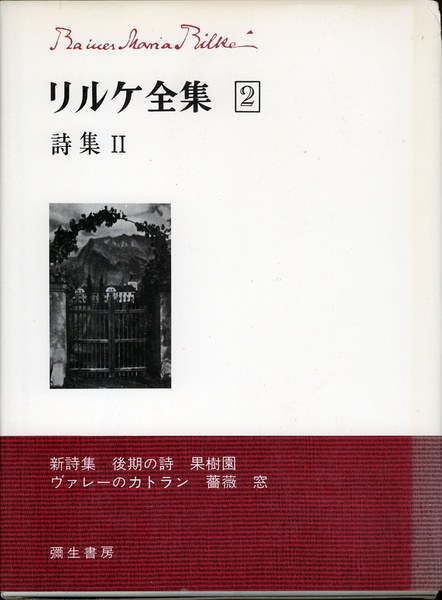 Rainer Maria Rilke
リルケ全集 2
詩集 II
新詩集 後期の詩 果樹園
ヴァレーのカトラン 薔薇 窓
彌生書房